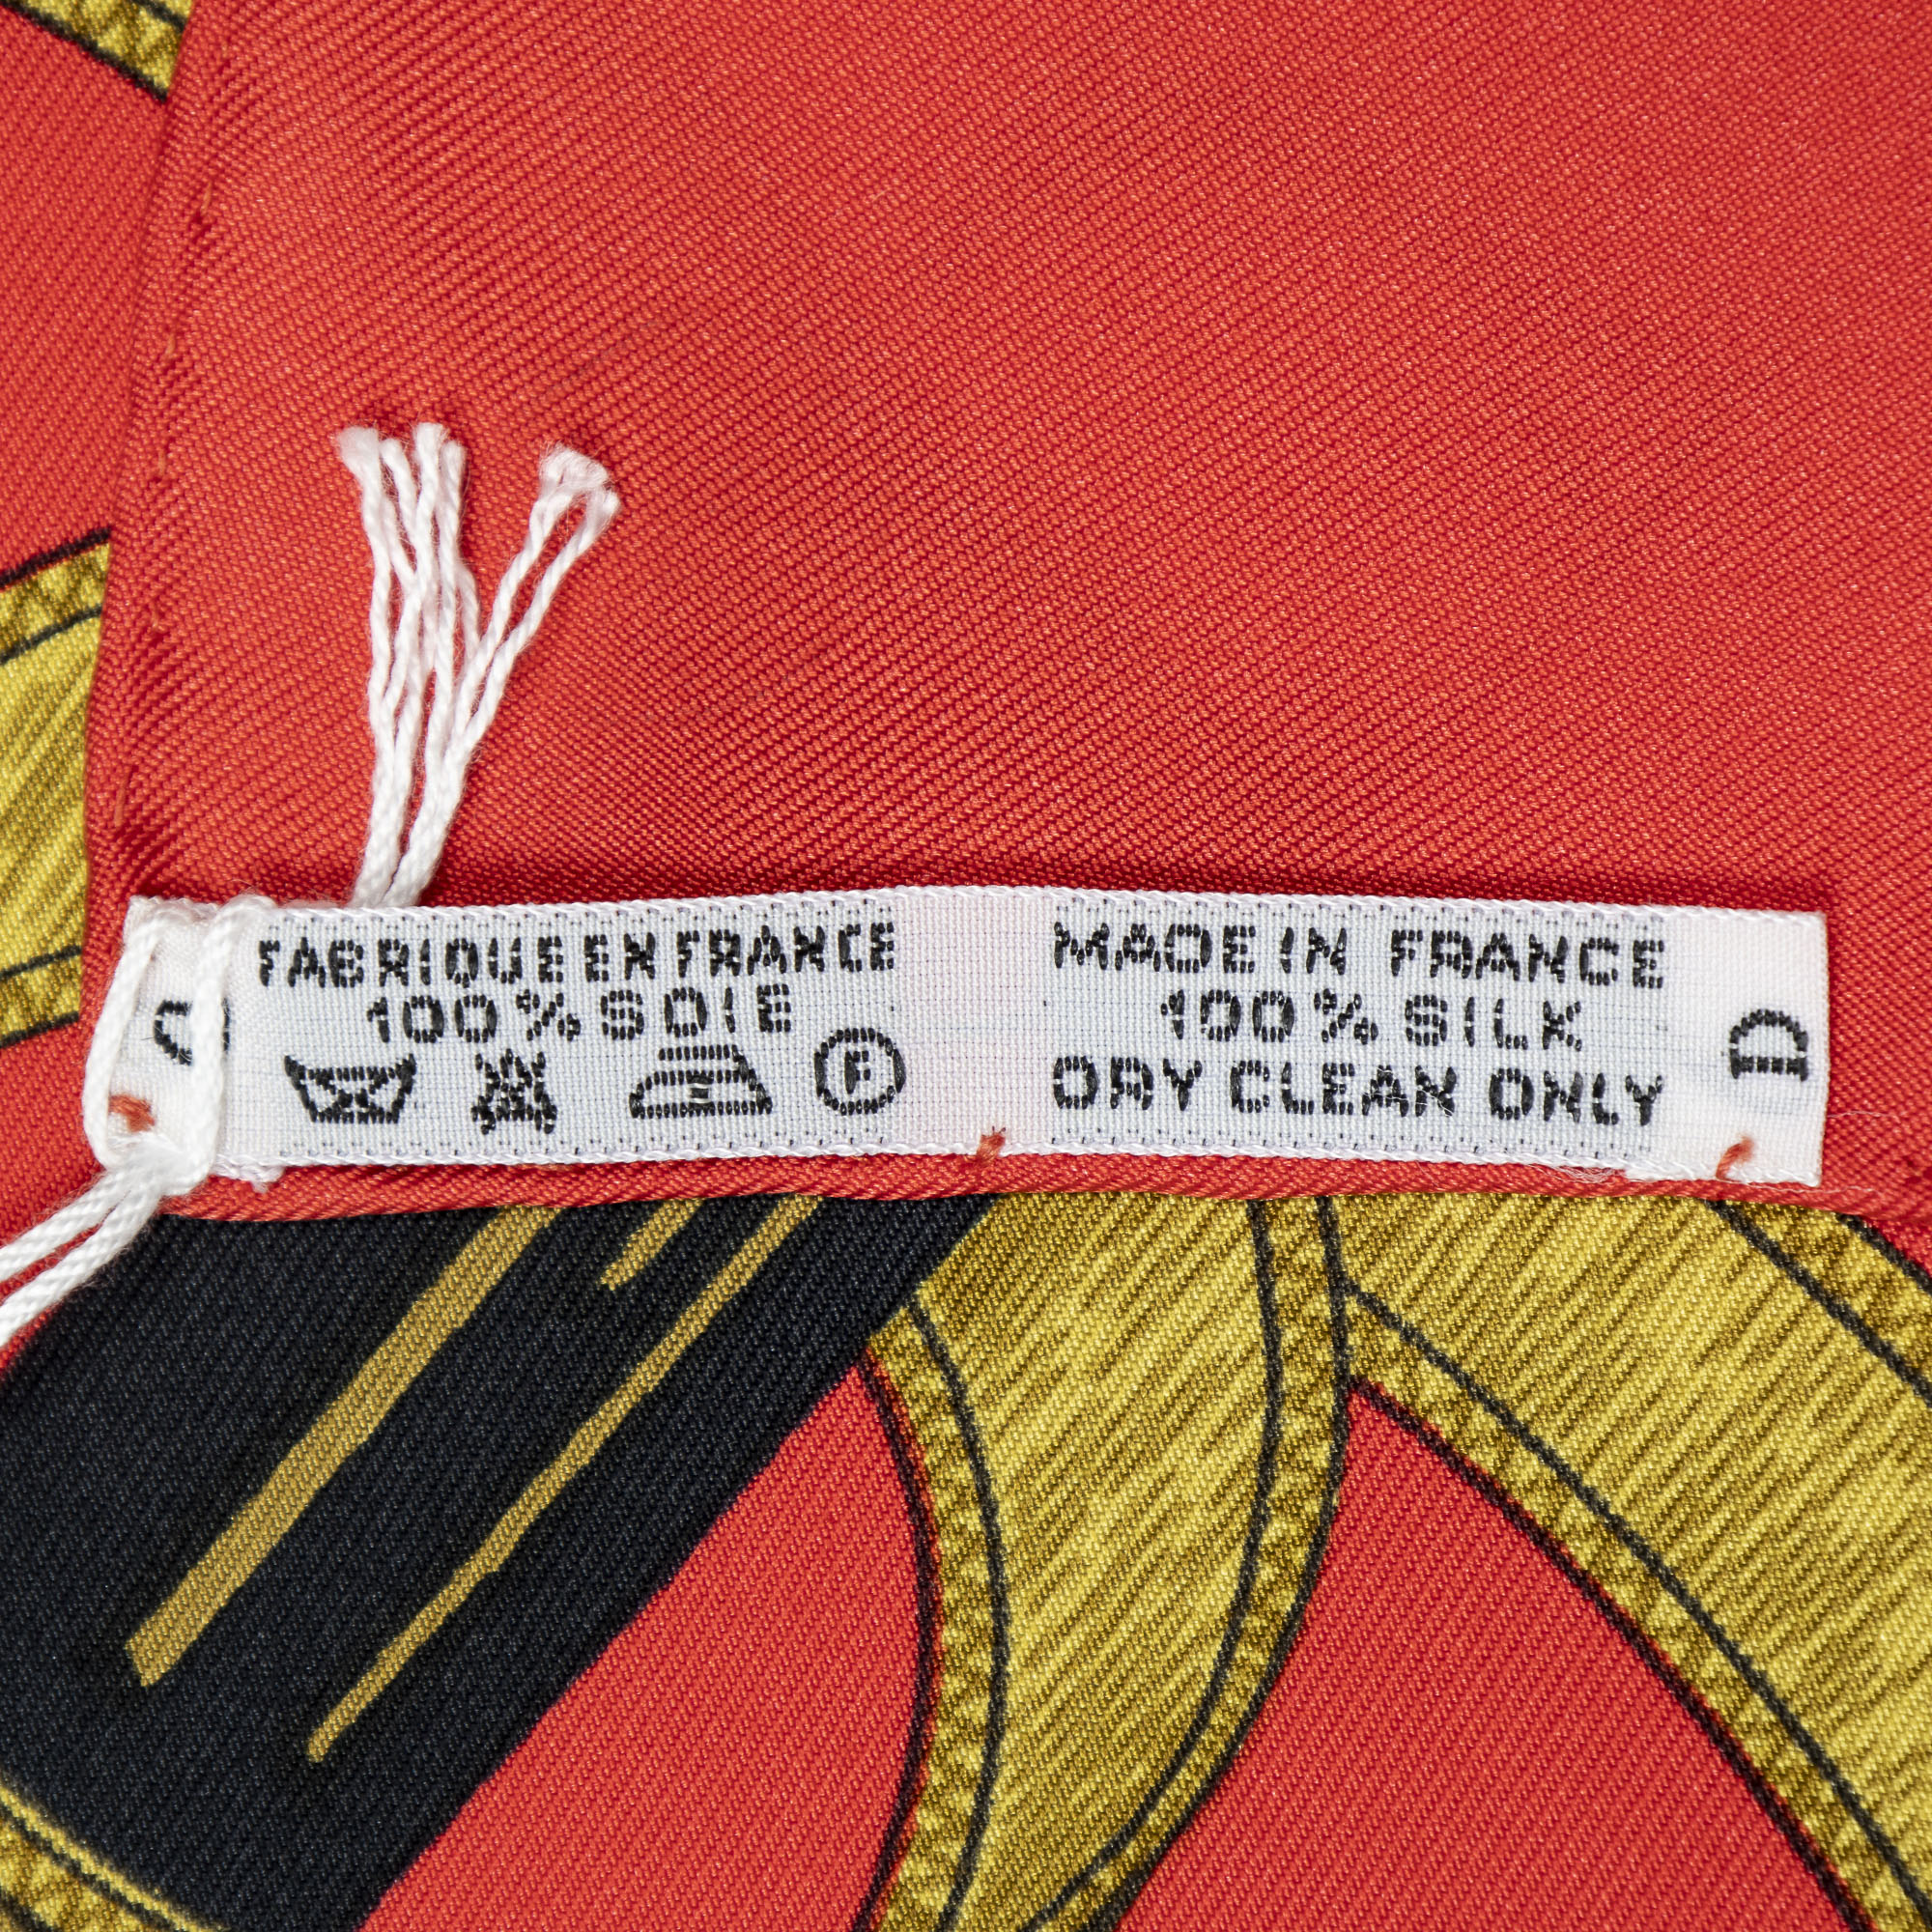 FABRIQUE EN FRANCE
100% SOIE
F
MADE IN FRANCE
100% SILK
DRY CLEAN ONLY
D